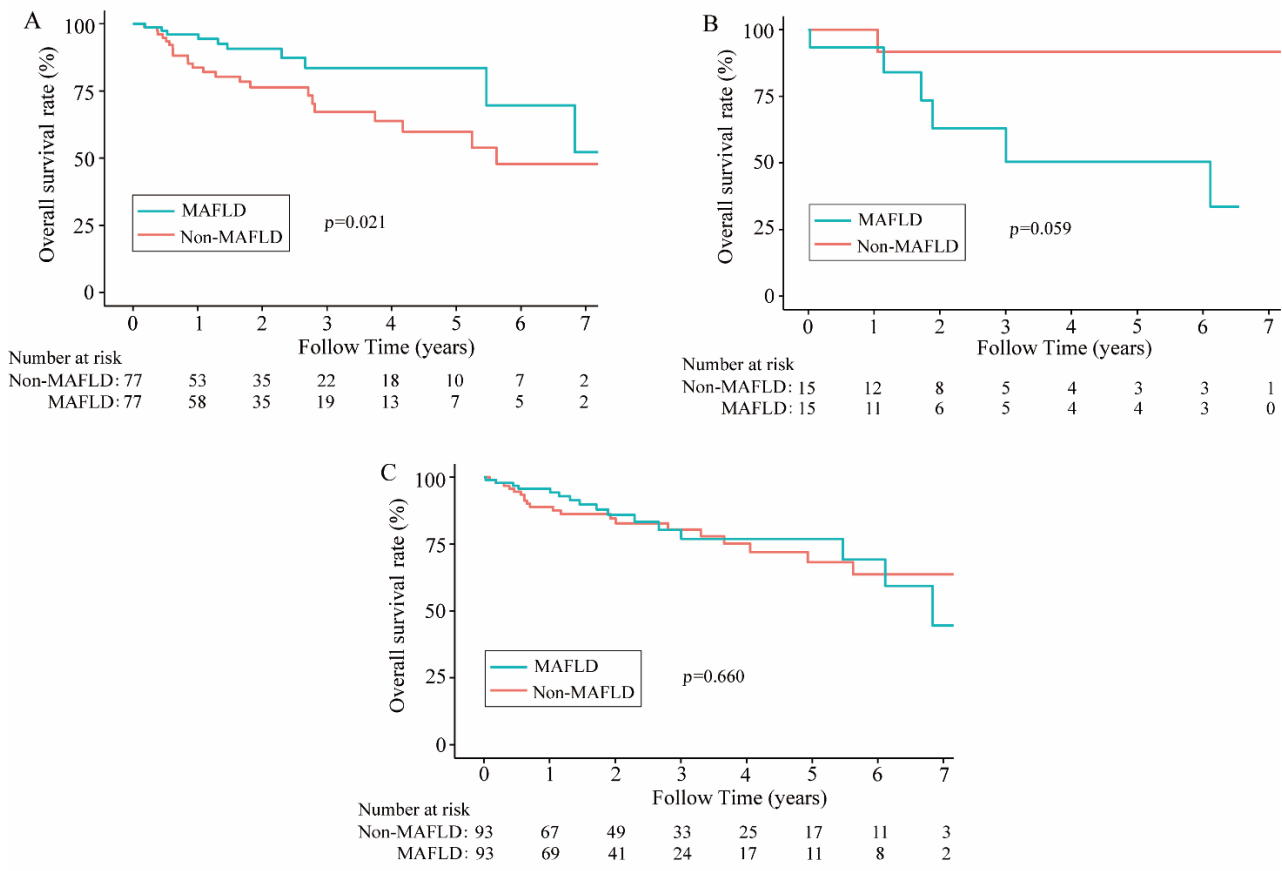 A
Overall survival rate (%)
100
75
50
25
0
MAFLD
Non-MAFLD
p=0.021
0 1 2 3 4 5 6 7
Follow Time (years)
Number at risk
Non-MAFLD: 77 53 35 22 18 10 7 2
MAFLD: 77 58 35 19 13 7 5 2
B
Overall survival rate (%)
100
75
50
25
0
MAFLD
Non-MAFLD
p=0.059
0 1 2 3 4 5 6 7
Follow Time (years)
Number at risk
Non-MAFLD: 15 12 8 5 4 3 3 1
MAFLD: 15 11 6 5 4 4 3 0
C
Overall survival rate (%)
100
75
50
25
0
MAFLD
Non-MAFLD
p=0.660
0 1 2 3 4 5 6 7
Follow Time (years)
Number at risk
Non-MAFLD: 93 67 49 33 25 17 11 3
MAFLD: 93 69 41 24 17 11 8 2